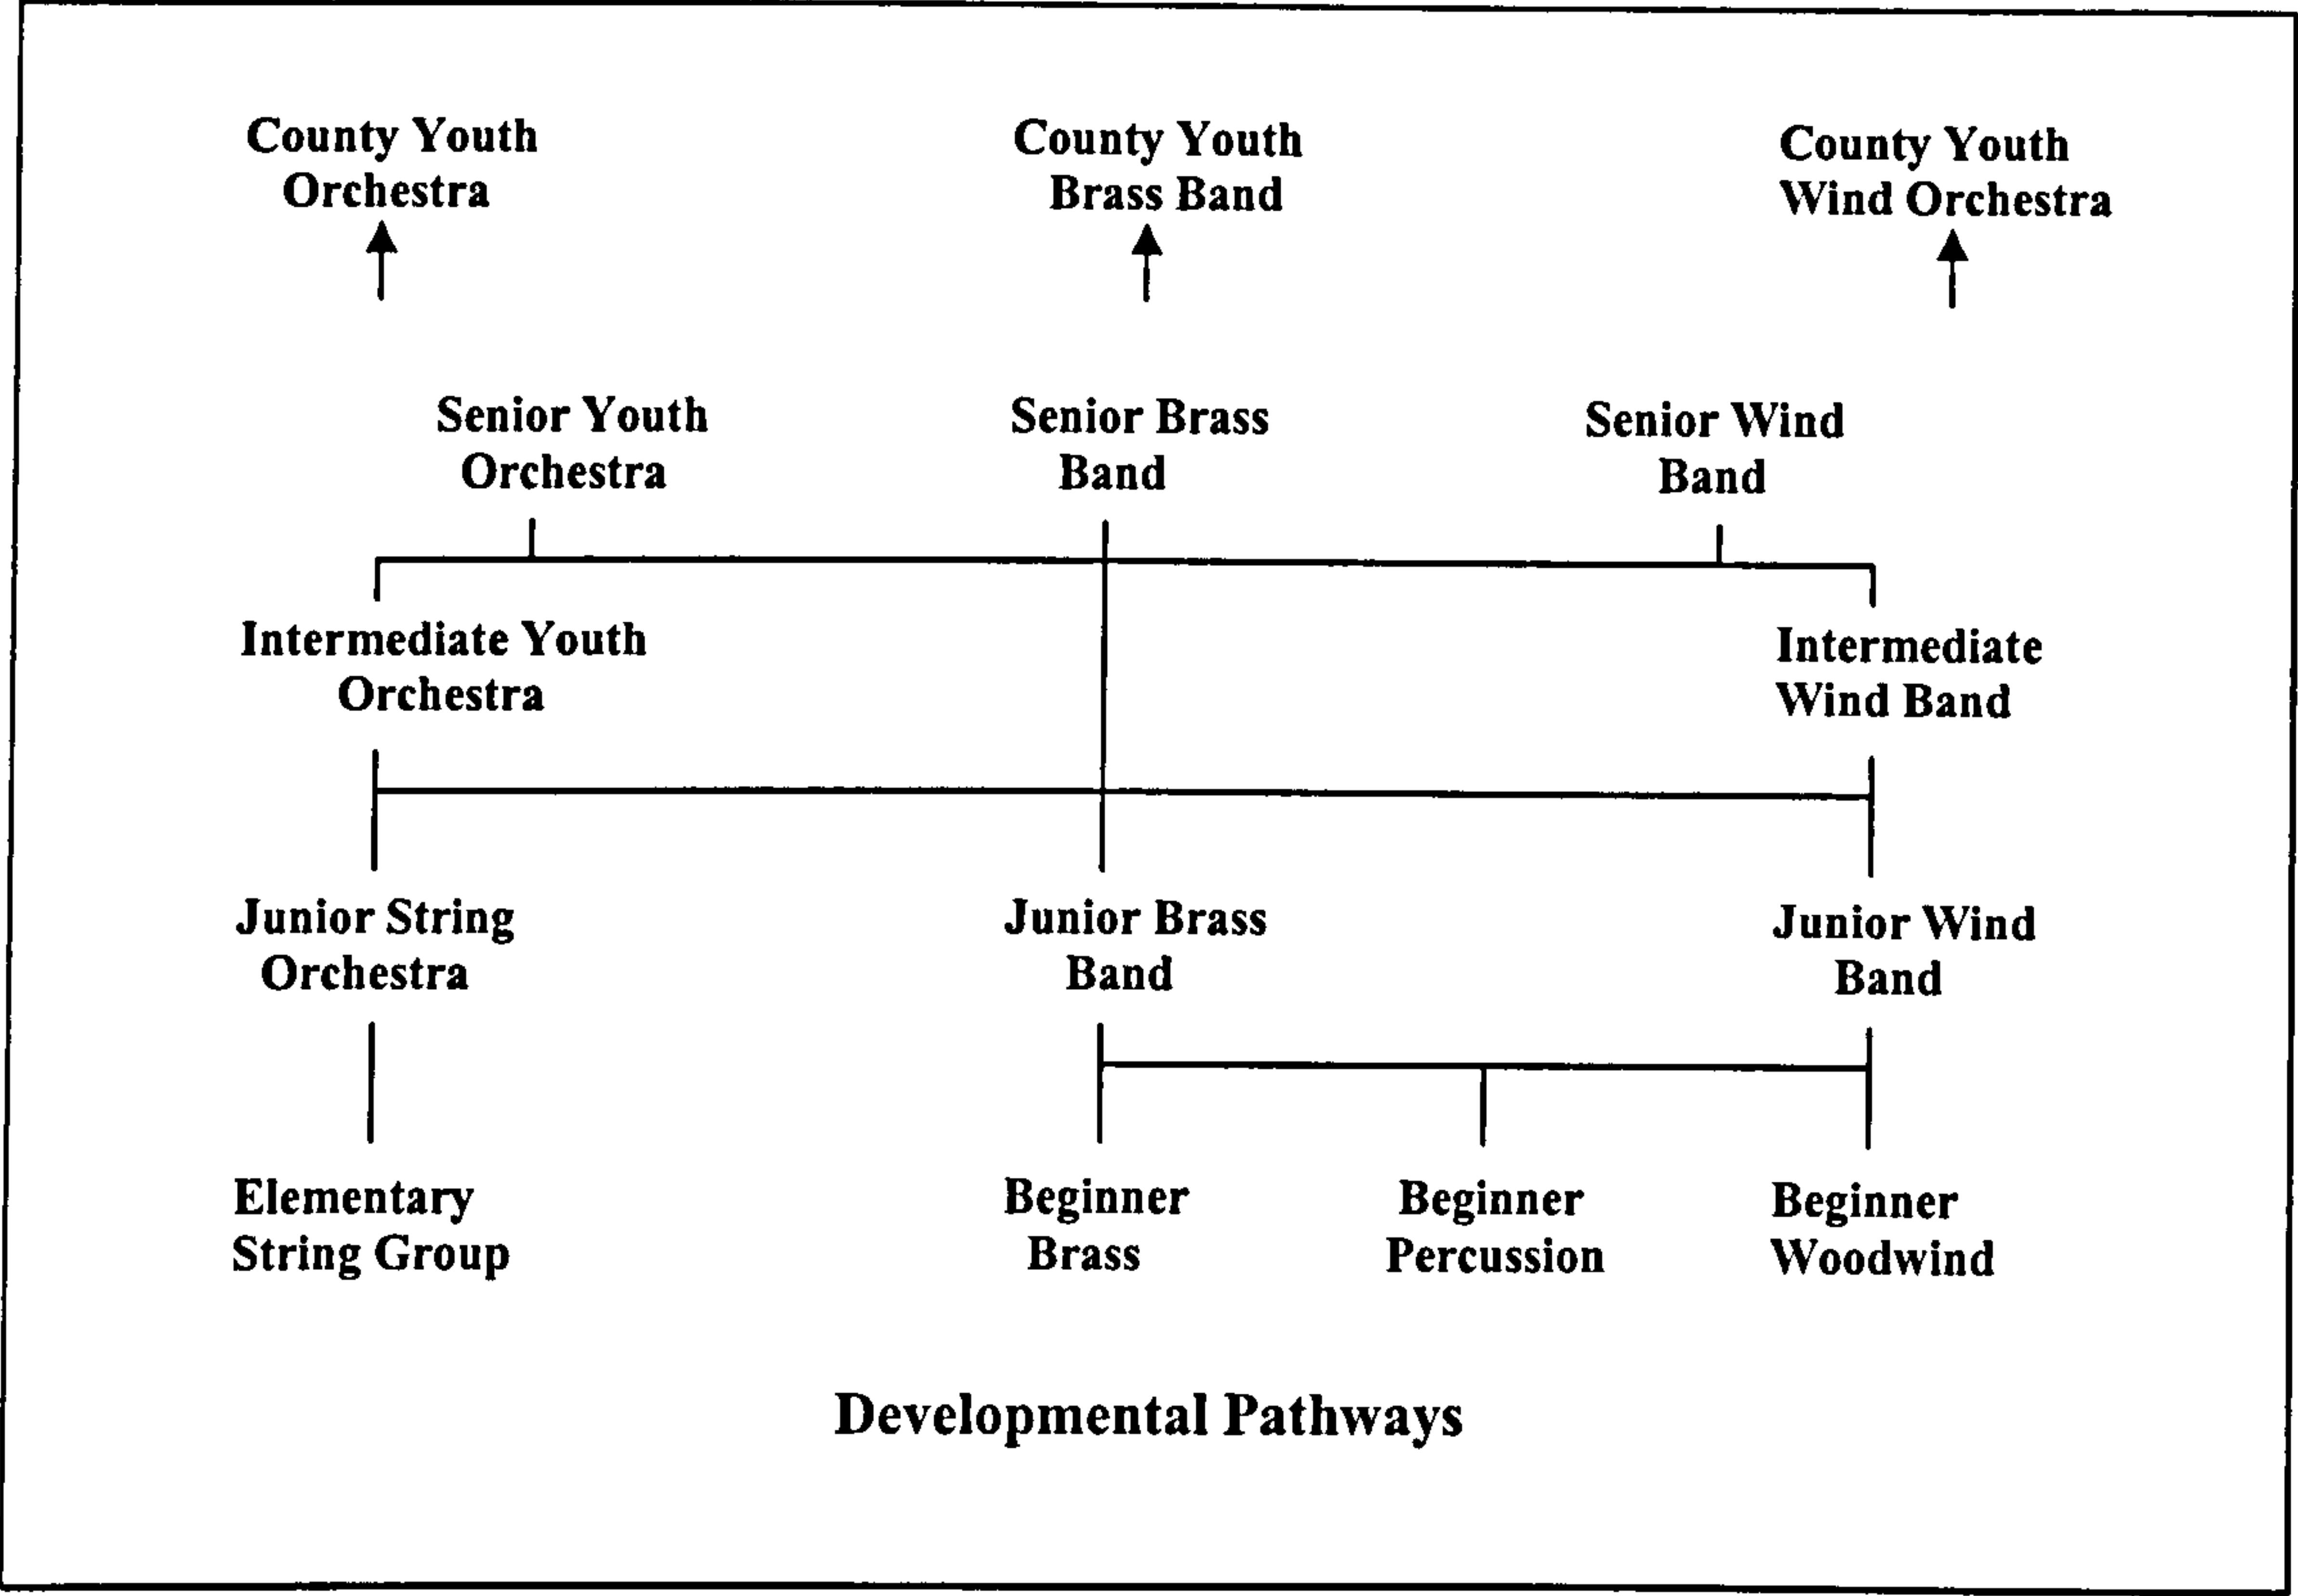 County Youth
Orchestra
County Youth
Brass Band
County Youth
Wind Orchestra
Senior Youth
Orchestra
Senior Brass
Band
Senior Wind
Band
Intermediate Youth
Orchestra
Intermediate
Wind Band
Junior String
Orchestra
Junior Brass
Band
Junior Wind
Band
Elementary
String Group
Beginner
Brass
Beginner
Percussion
Beginner
Woodwind
Developmental Pathways